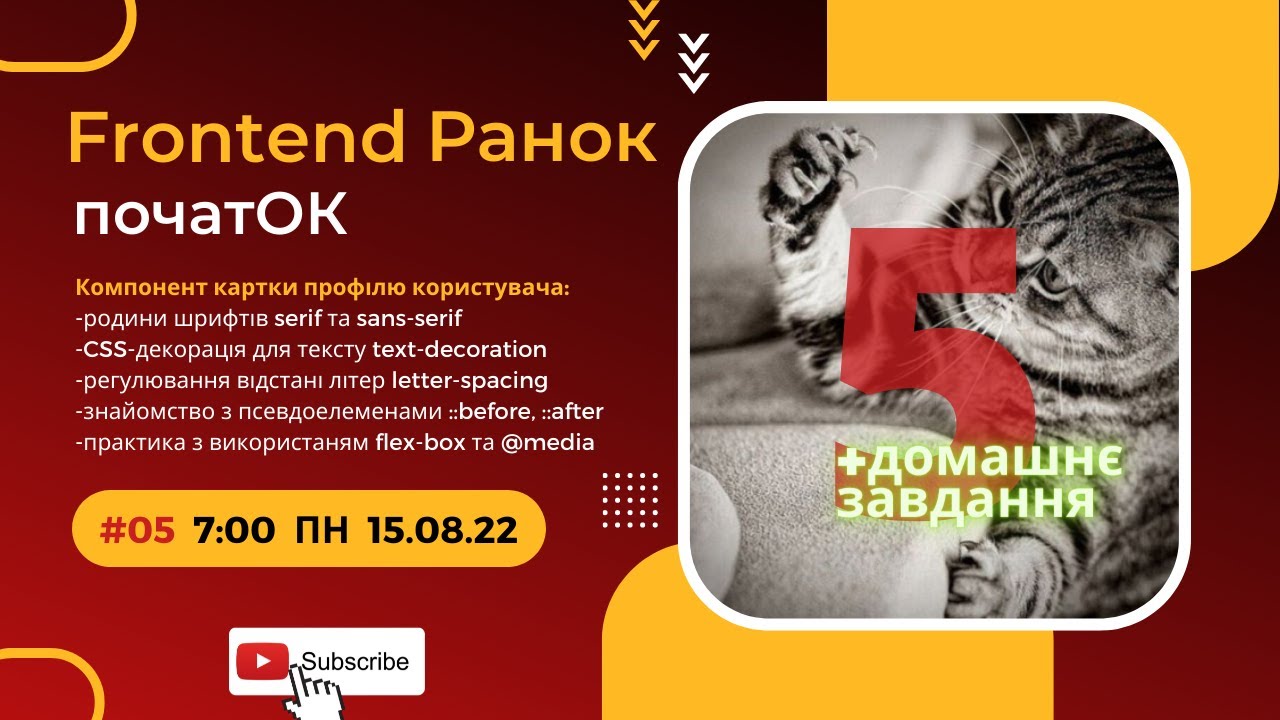 Frontend Ранок
початОК
Компонент картки профілю користувача:
-родини шрифтів serif та sans-serif
-CSS-декорація для тексту text-decoration
-регулювання відстані літер letter-spacing
-знайомство з псевдоелеменами ::before, ::after
-практика з використаням flex-box та @media
#05 7:00 ПН 15.08.22
5
+домашнє
завдання
Subscribe